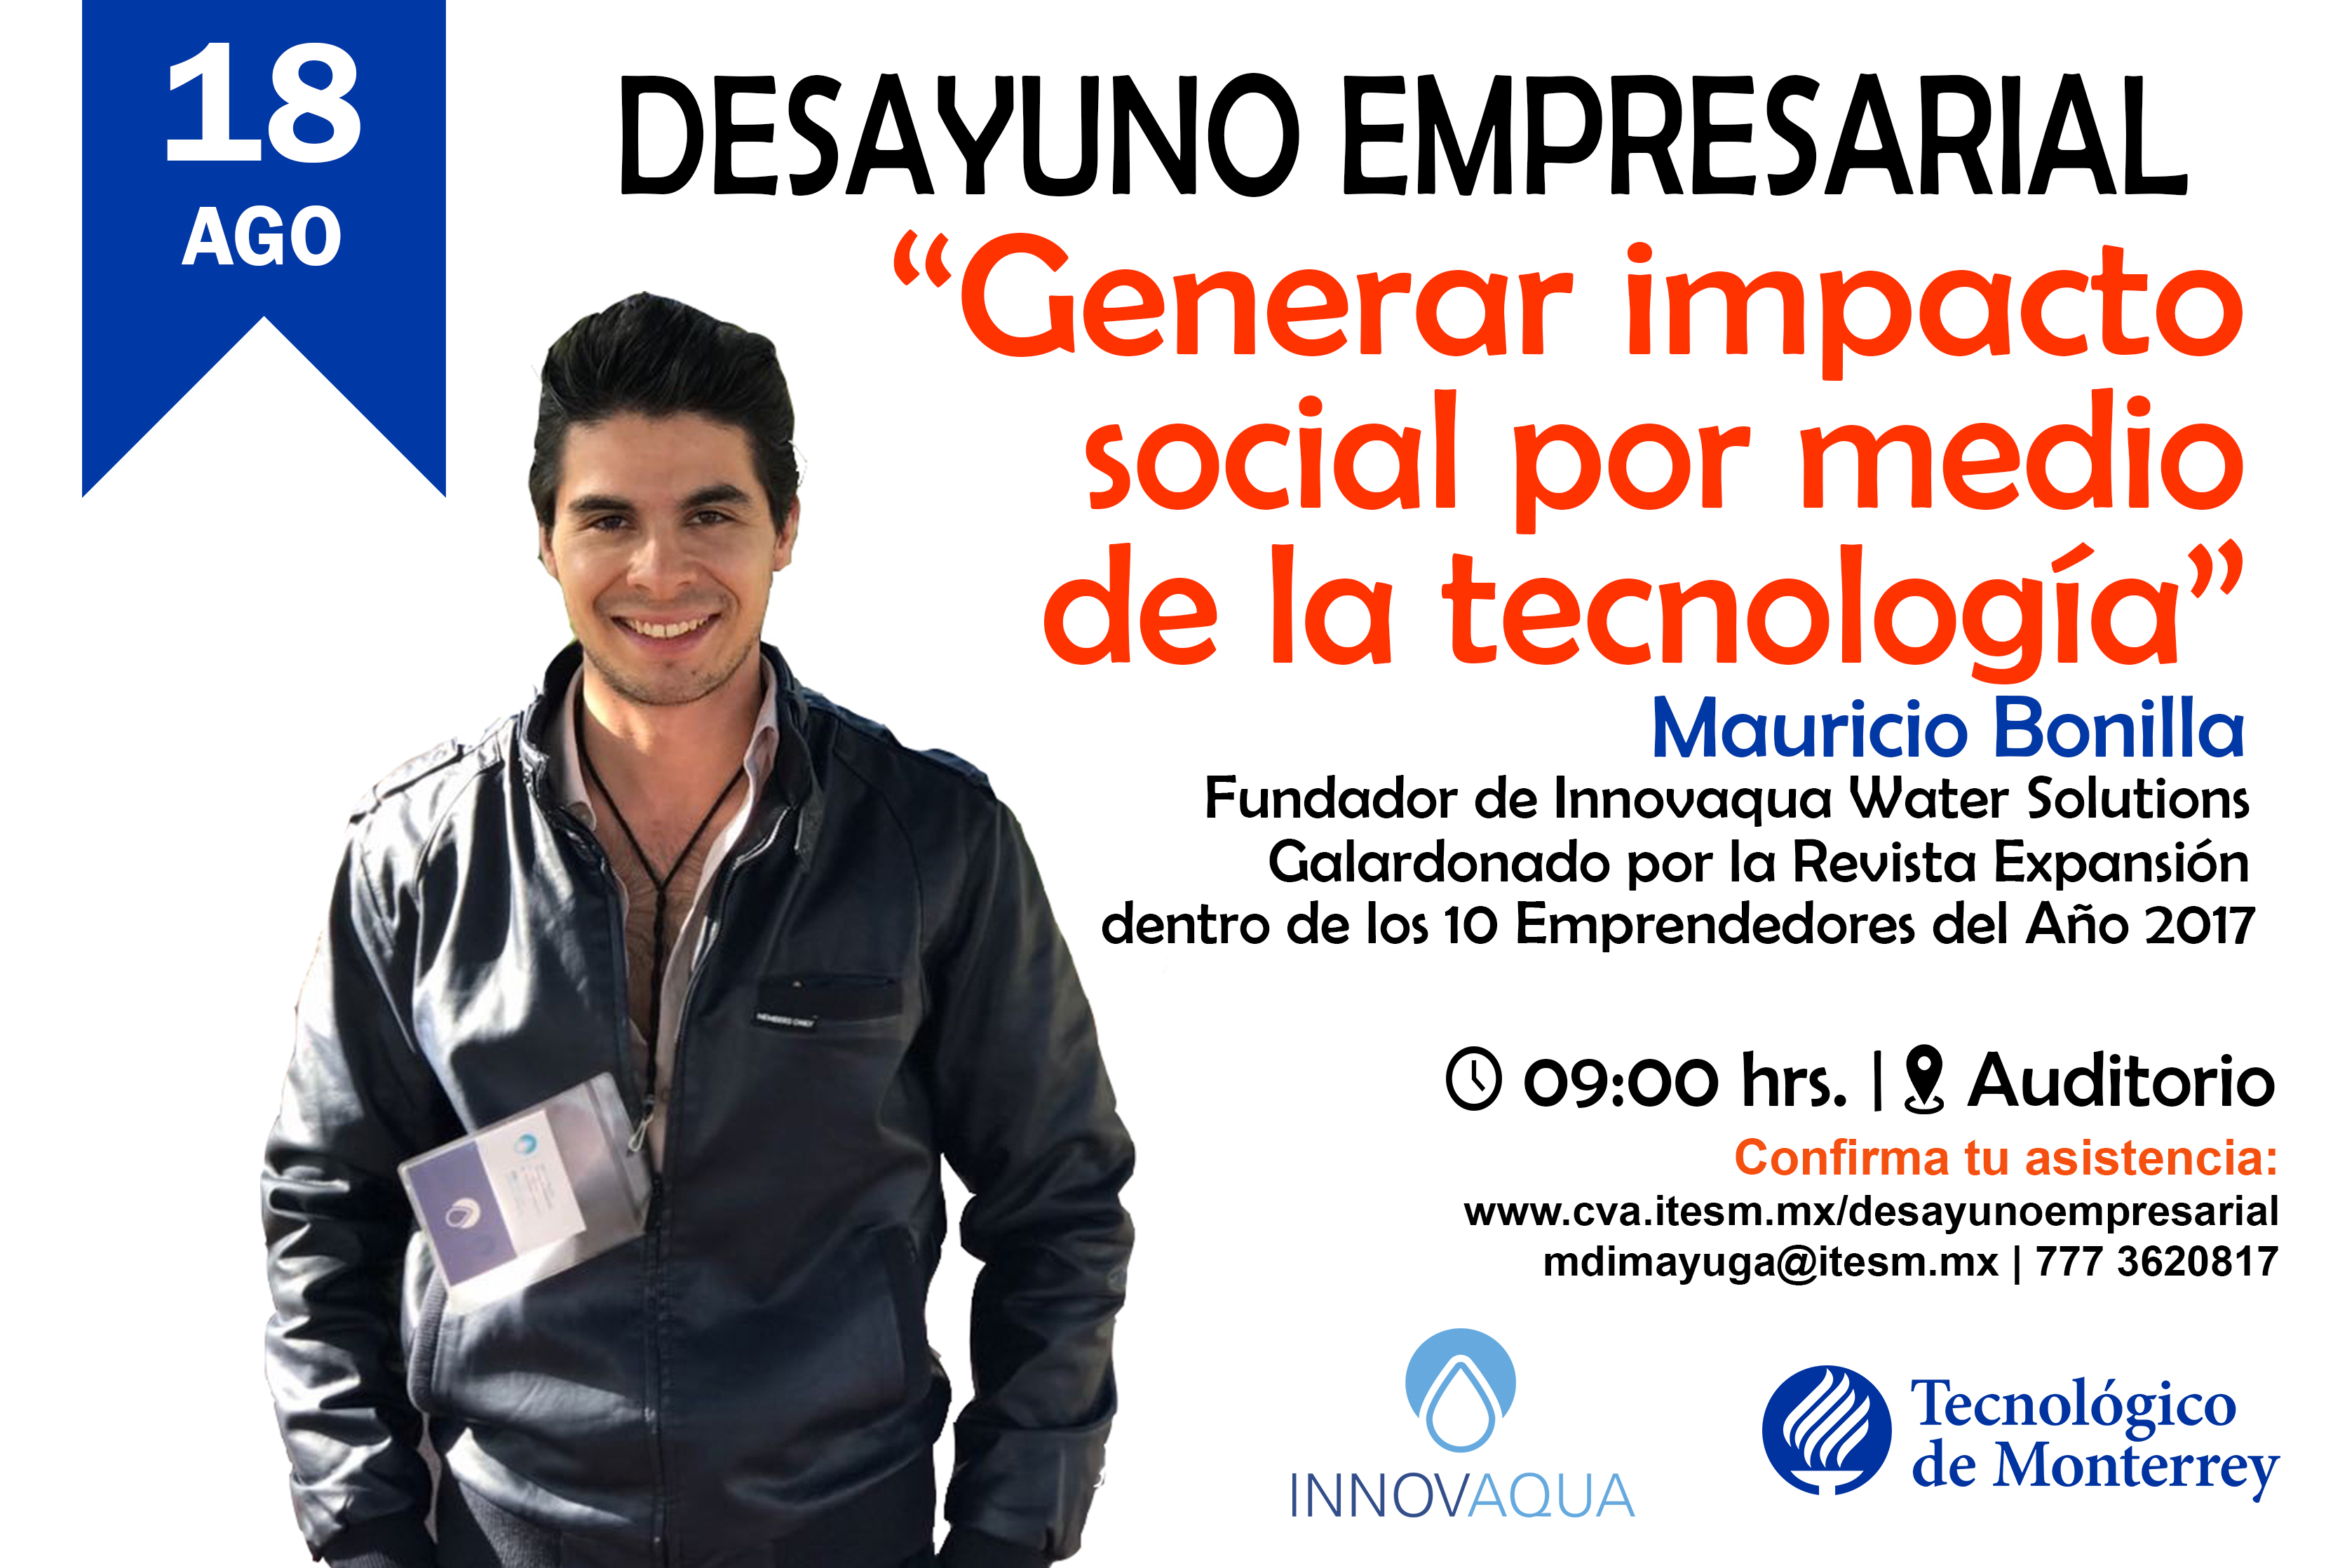 18
AGO
DESAYUNO EMPRESARIAL
“Generar impacto
social por medio
de la tecnología”
Mauricio Bonilla
Fundador de Innovaqua Water Solutions
Galardonado por la Revista Expansión
dentro de los 10 Emprendedores del Año 2017
09:00 hrs. | Auditorio
Confirma tu asistencia:
www.cva.itesm.mx/desayunoempresarial
mdimayuga@itesm.mx | 777 3620817
MEMBERS ONLY
INNOVAQUA
Tecnológico
de Monterrey